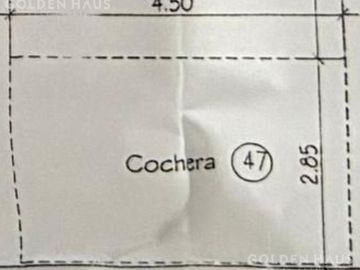 GOLDEN HAUS
4.50
Cochera 47
2.85
GOLDEN HAUS